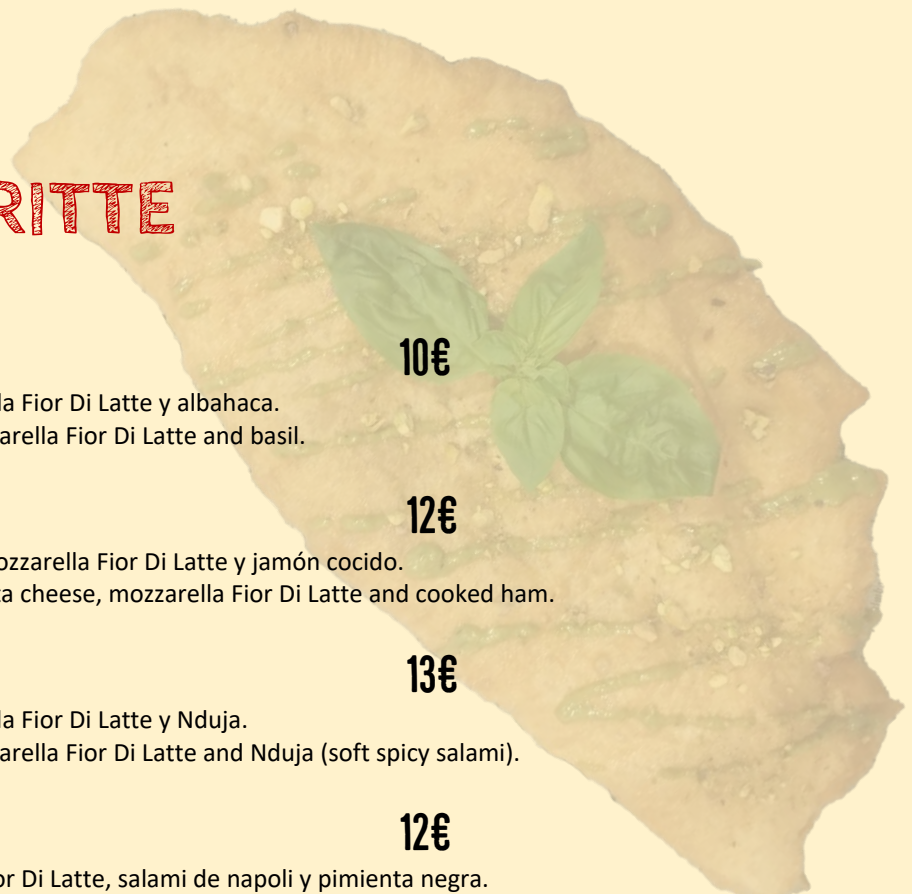 RITTE
10€
la Fior Di Latte y albahaca.
arella Fior Di Latte and basil.
12€
ozzarella Fior Di Latte y jamón cocido.
ta cheese, mozzarella Fior Di Latte and cooked ham.
13€
la Fior Di Latte y Nduja.
arella Fior Di Latte and Nduja (soft spicy salami).
12€
or Di Latte, salami de napoli y pimienta negra.